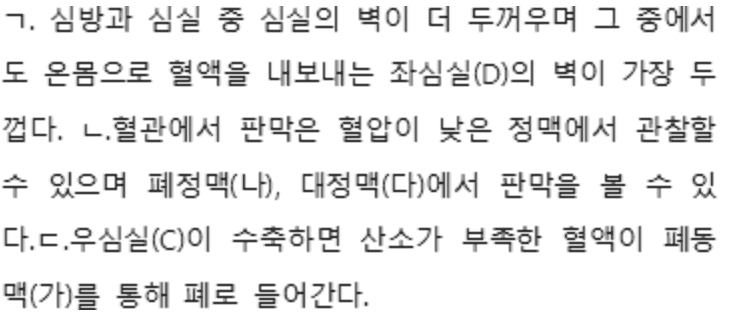 ㄱ. 심방과 심실 중 심실의 벽이 더 두꺼우며 그 중에서
도 온몸으로 혈액을 내보내는 좌심실(D)의 벽이 가장 두
껍다. ㄴ.혈관에서 판막은 혈압이 낮은 정맥에서 관찰할
수 있으며 폐정맥(나), 대정맥(다)에서 판막을 볼 수 있
다.ㄷ.우심실(C)이 수축하면 산소가 부족한 혈액이 폐동
맥(가)를 통해 폐로 들어간다.